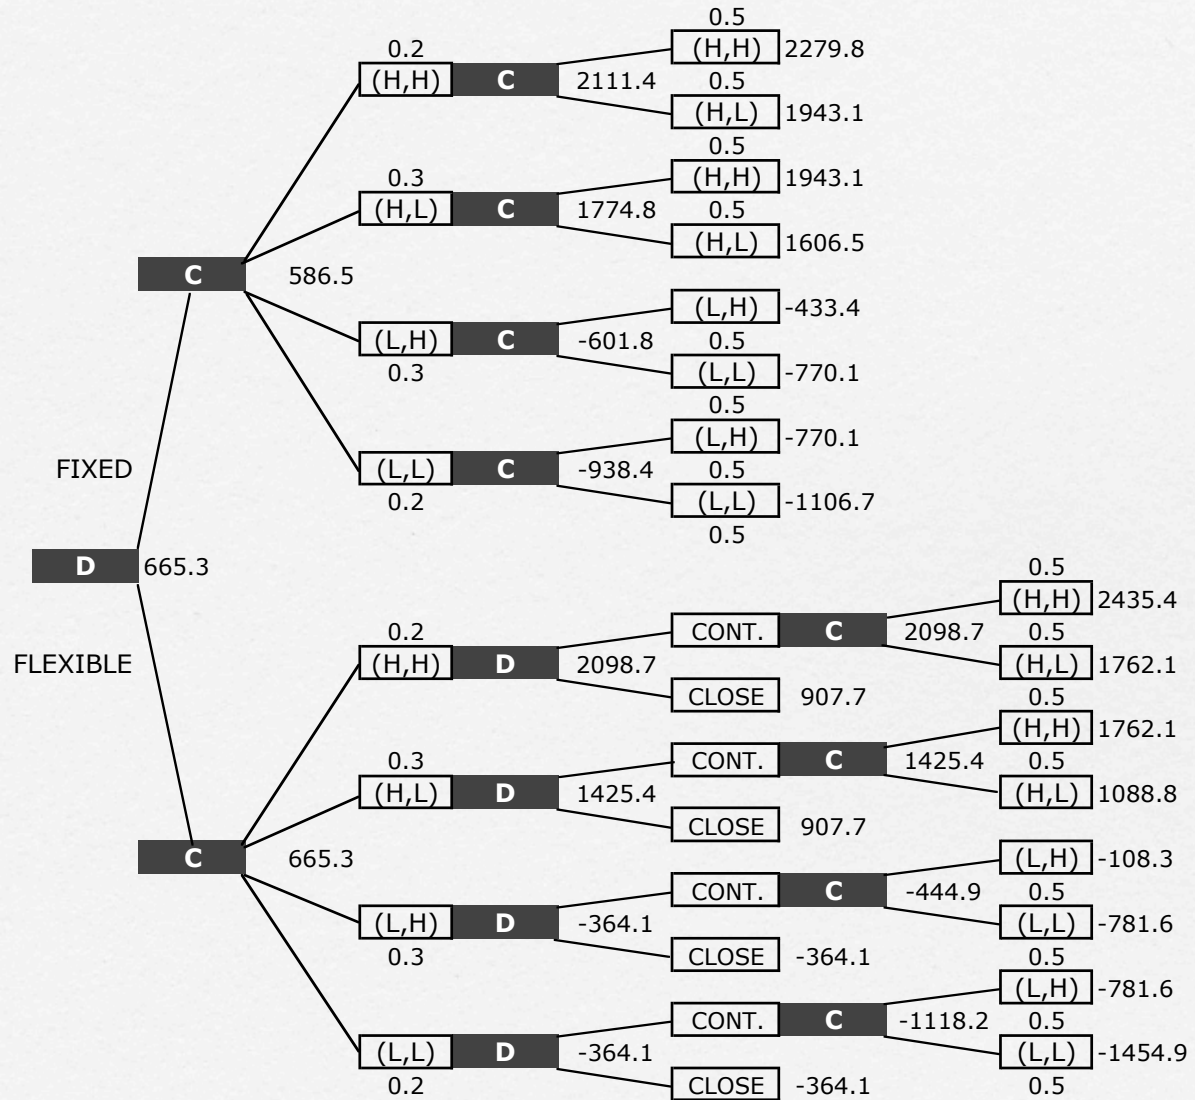 0.5
0.2 (H,H) 2279.8
(H,H) C 2111.4 0.5
(H,L) 1943.1
0.5
0.3 (H,H) 1943.1
(H,L) C 1774.8 0.5
(H,L) 1606.5
C 586.5
(L,H) -433.4
(L,H) C -601.8 0.5
0.3 (L,L) -770.1
0.5
(L,H) -770.1
FIXED (L,L) C -938.4 0.5
0.2 (L,L) -1106.7
0.5
D 665.3 0.5
(H,H) 2435.4
0.2 CONT. C 2098.7 0.5
FLEXIBLE (H,H) D 2098.7 (H,L) 1762.1
CLOSE 907.7 0.5
(H,H) 1762.1
0.3 CONT. C 1425.4 0.5
(H,L) D 1425.4 (H,L) 1088.8
CLOSE 907.7
C 665.3 (L,H) -108.3
CONT. C -444.9 0.5
(L,H) D -364.1 (L,L) -781.6
0.3 CLOSE -364.1 0.5
(L,H) -781.6
CONT. C -1118.2 0.5
(L,L) D -364.1 (L,L) -1454.9
0.2 CLOSE -364.1 0.5